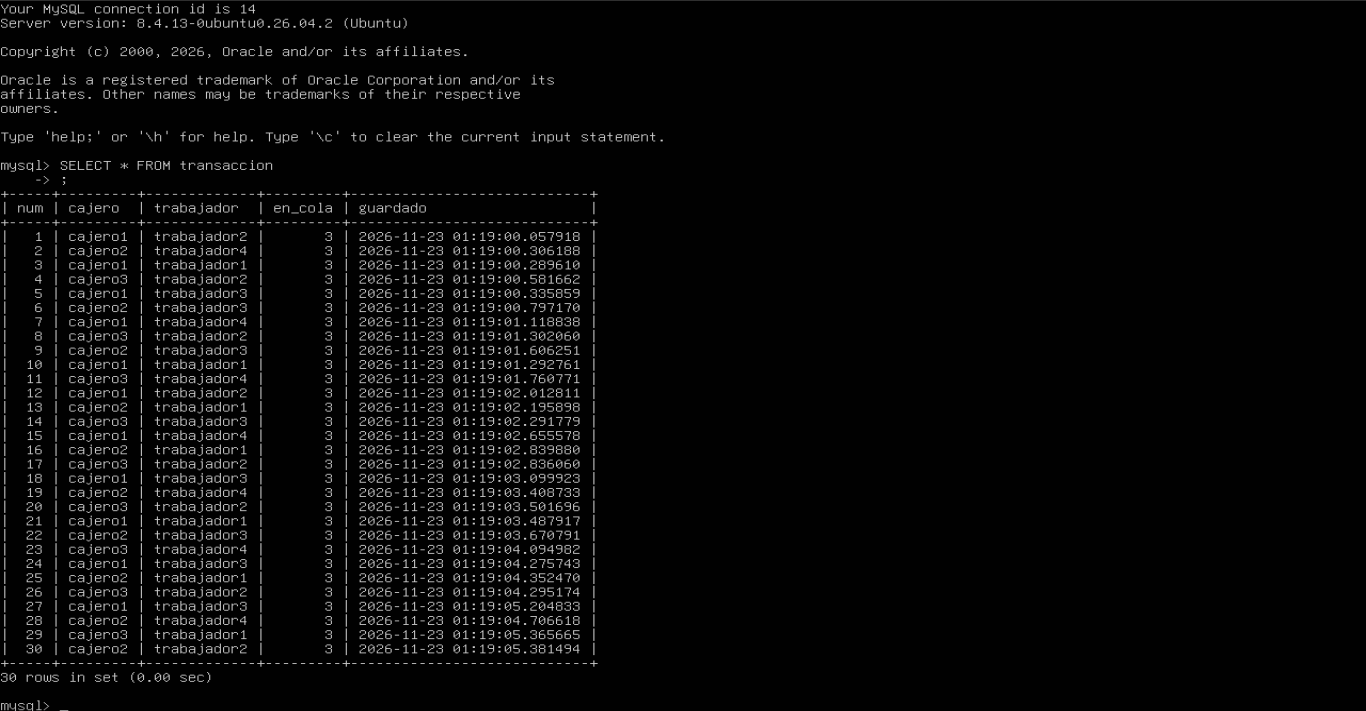 Your MySQL connection id is 14
Server version: 8.4.13-0ubuntu0.26.04.2 (Ubuntu)
Copyright (c) 2000, 2026, Oracle and/or its affiliates.
Oracle is a registered trademark of Oracle Corporation and/or its
affiliates. Other names may be trademarks of their respective
owners.
Type 'help;' or '\h' for help. Type '\c' to clear the current input statement.
mysql> SELECT * FROM transaccion
    -> ;
+-----+---------+-------------+---------+----------------------------+
| num | cajero  | trabajador  | en_cola | guardado                   |
+-----+---------+-------------+---------+----------------------------+
|   1 | cajero1 | trabajador2 |       3 | 2026-11-23 01:19:00.057918 |
|   2 | cajero2 | trabajador4 |       3 | 2026-11-23 01:19:00.306188 |
|   3 | cajero1 | trabajador1 |       3 | 2026-11-23 01:19:00.289610 |
|   4 | cajero3 | trabajador2 |       3 | 2026-11-23 01:19:00.581662 |
|   5 | cajero1 | trabajador3 |       3 | 2026-11-23 01:19:00.335859 |
|   6 | cajero2 | trabajador3 |       3 | 2026-11-23 01:19:00.797170 |
|   7 | cajero1 | trabajador4 |       3 | 2026-11-23 01:19:01.118838 |
|   8 | cajero3 | trabajador2 |       3 | 2026-11-23 01:19:01.302060 |
|   9 | cajero2 | trabajador3 |       3 | 2026-11-23 01:19:01.606251 |
|  10 | cajero1 | trabajador1 |       3 | 2026-11-23 01:19:01.292761 |
|  11 | cajero3 | trabajador4 |       3 | 2026-11-23 01:19:01.760771 |
|  12 | cajero1 | trabajador2 |       3 | 2026-11-23 01:19:02.012811 |
|  13 | cajero2 | trabajador1 |       3 | 2026-11-23 01:19:02.195898 |
|  14 | cajero3 | trabajador3 |       3 | 2026-11-23 01:19:02.291779 |
|  15 | cajero1 | trabajador4 |       3 | 2026-11-23 01:19:02.655578 |
|  16 | cajero2 | trabajador1 |       3 | 2026-11-23 01:19:02.839880 |
|  17 | cajero3 | trabajador2 |       3 | 2026-11-23 01:19:02.836060 |
|  18 | cajero1 | trabajador3 |       3 | 2026-11-23 01:19:03.099923 |
|  19 | cajero2 | trabajador4 |       3 | 2026-11-23 01:19:03.408733 |
|  20 | cajero3 | trabajador2 |       3 | 2026-11-23 01:19:03.501696 |
|  21 | cajero1 | trabajador1 |       3 | 2026-11-23 01:19:03.487917 |
|  22 | cajero2 | trabajador3 |       3 | 2026-11-23 01:19:03.670791 |
|  23 | cajero3 | trabajador4 |       3 | 2026-11-23 01:19:04.094982 |
|  24 | cajero1 | trabajador3 |       3 | 2026-11-23 01:19:04.275743 |
|  25 | cajero2 | trabajador1 |       3 | 2026-11-23 01:19:04.352470 |
|  26 | cajero3 | trabajador2 |       3 | 2026-11-23 01:19:04.295174 |
|  27 | cajero1 | trabajador3 |       3 | 2026-11-23 01:19:05.204833 |
|  28 | cajero2 | trabajador4 |       3 | 2026-11-23 01:19:04.706618 |
|  29 | cajero3 | trabajador1 |       3 | 2026-11-23 01:19:05.365665 |
|  30 | cajero2 | trabajador2 |       3 | 2026-11-23 01:19:05.381494 |
+-----+---------+-------------+---------+----------------------------+
30 rows in set (0.00 sec)
mysql> _